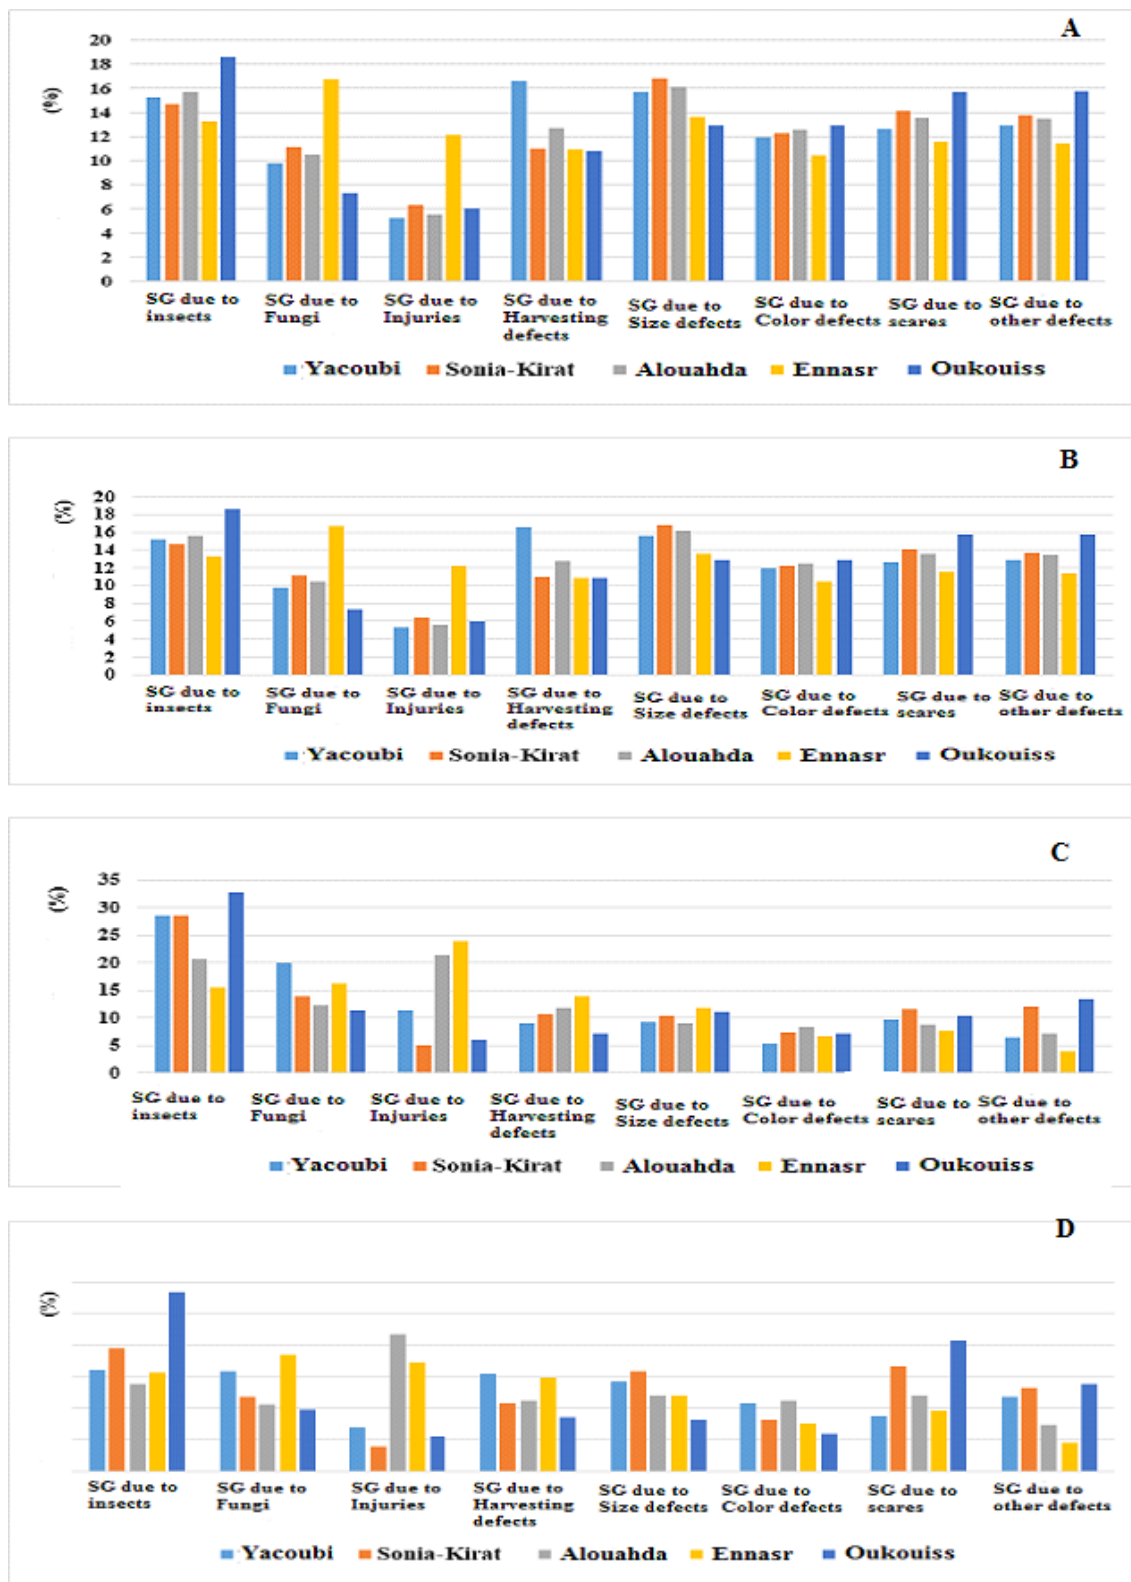 A
(%)
20
18
16
14
12
10
8
6
4
2
0
SG due to insects
SG due to Fungi
SG due to Injuries
SG due to Harvesting defects
SG due to Size defects
SG due to Color defects
SG due to scares
SG due to other defects
Yacoubi Sonia-Kirat Alouahda Ennasr Oukouiss
B
(%)
20
18
16
14
12
10
8
6
4
2
0
SG due to insects
SG due to Fungi
SG due to Injuries
SG due to Harvesting defects
SG due to Size defects
SG due to Color defects
SG due to scares
SG due to other defects
Yacoubi Sonia-Kirat Alouahda Ennasr Oukouiss
C
(%)
35
30
25
20
15
10
5
0
SG due to insects
SG due to Fungi
SG due to Injuries
SG due to Harvesting defects
SG due to Size defects
SG due to Color defects
SG due to scares
SG due to other defects
Yacoubi Sonia-Kirat Alouahda Ennasr Oukouiss
D
(%)
SG due to insects
SG due to Fungi
SG due to Injuries
SG due to Harvesting defects
SG due to Size defects
SG due to Color defects
SG due to scares
SG due to other defects
Yacoubi Sonia-Kirat Alouahda Ennasr Oukouiss